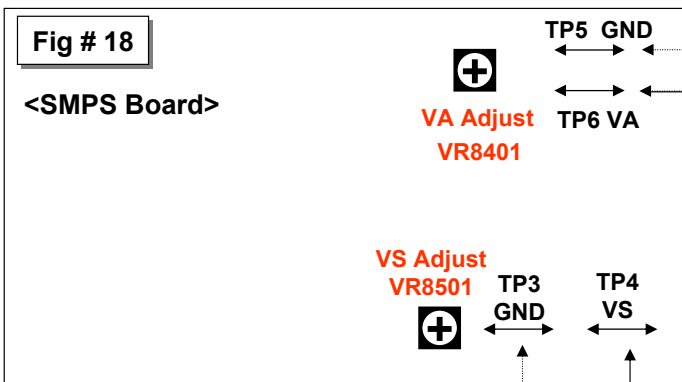 Fig # 18
<SMPS Board>
TP5 GND
VA Adjust
VR8401
TP6 VA
VS Adjust
VR8501
TP3
GND
TP4
VS